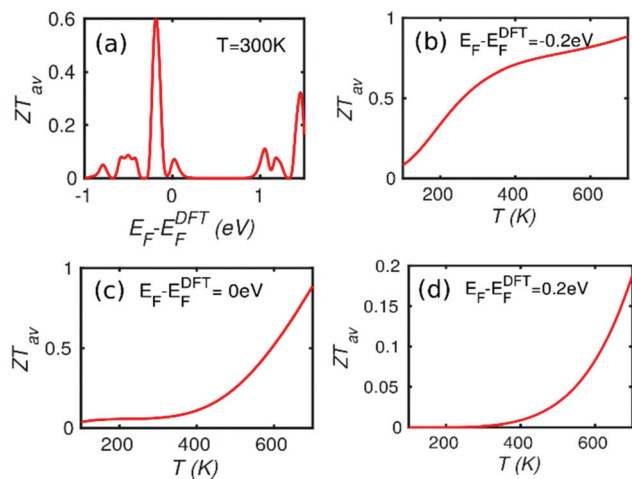 (a)
T=300K
ZT_av
0.6
0.4
0.2
0
-1
0
1
E_F-E_F^DFT (eV)
(b)
E_F-E_F^DFT=-0.2eV
ZT_av
1
0.5
0
200
400
600
T (K)
(c)
E_F-E_F^DFT= 0eV
ZT_av
1
0.5
0
200
400
600
T (K)
(d)
E_F-E_F^DFT=0.2eV
ZT_av
0.2
0.15
0.1
0.05
0
200
400
600
T (K)